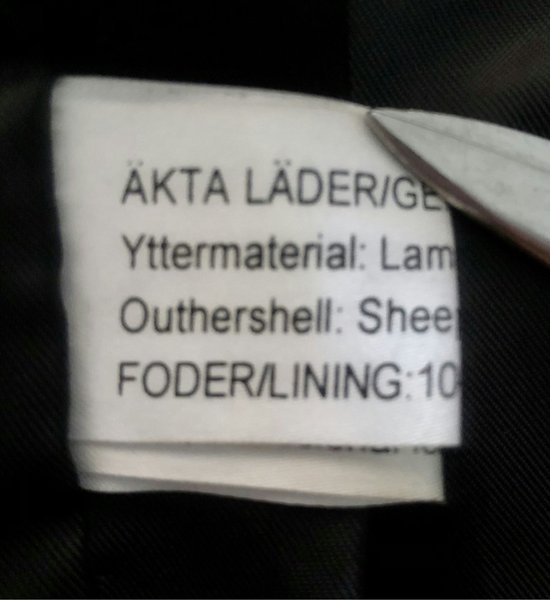 ÄKTA LÄDER/GE
Yttermaterial: Lam
Outhershell: Shee
FODER/LINING:10